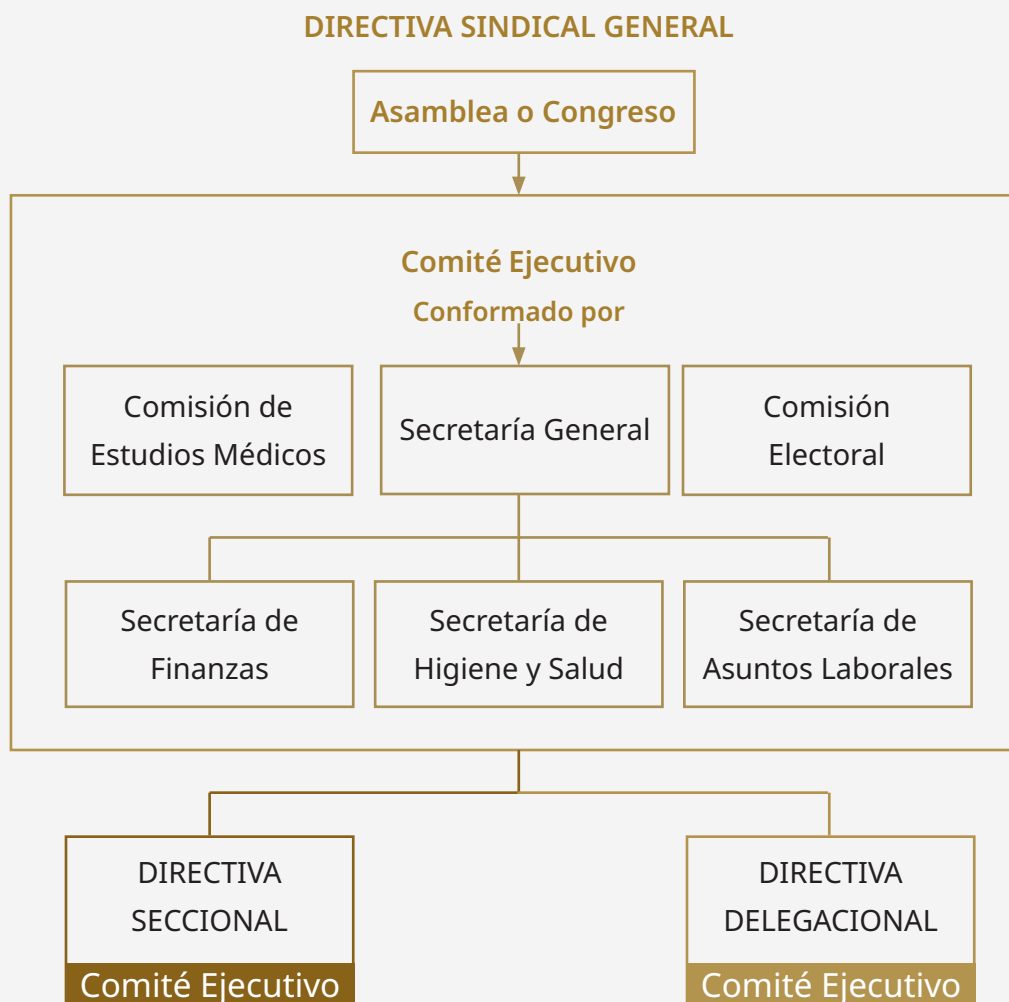 DIRECTIVA SINDICAL GENERAL
Asamblea o Congreso
Comité Ejecutivo
Conformado por
Comisión de
Estudios Médicos
Secretaría General
Comisión
Electoral
Secretaría de
Finanzas
Secretaría de
Higiene y Salud
Secretaría de
Asuntos Laborales
DIRECTIVA
SECCIONAL
Comité Ejecutivo
DIRECTIVA
DELEGACIONAL
Comité Ejecutivo